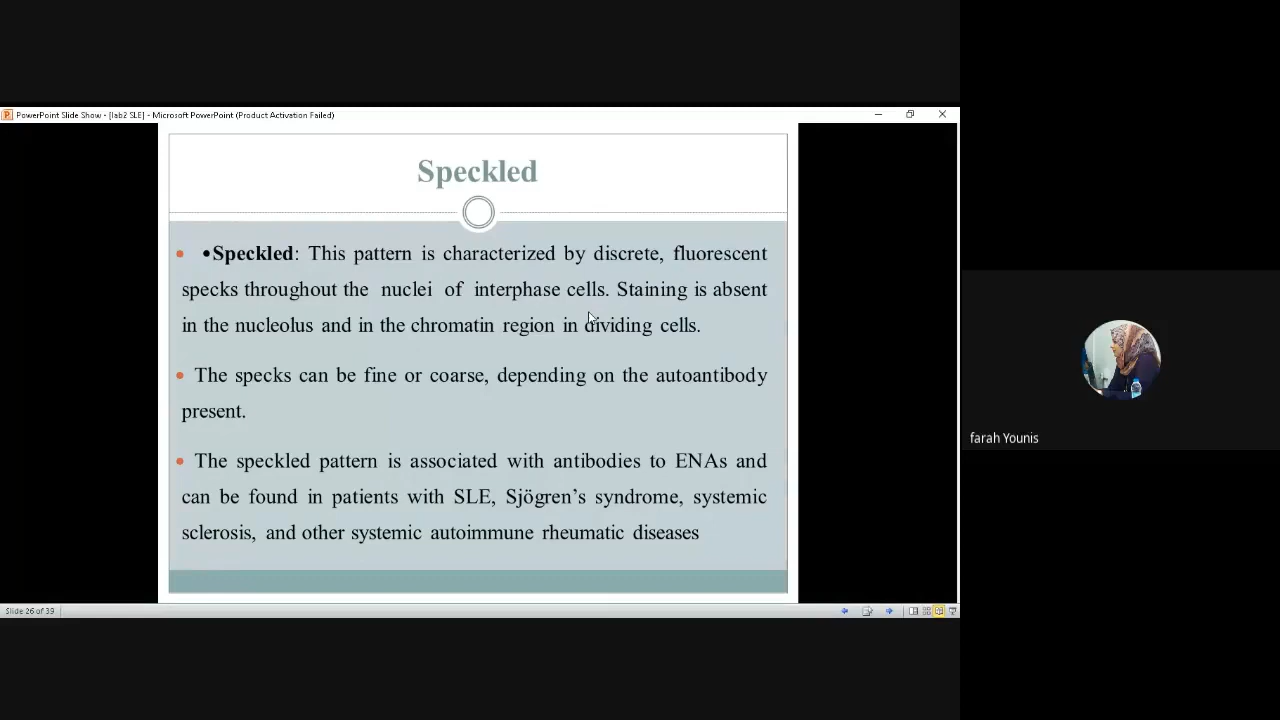 PowerPoint Slide Show - [lab2 SLE] - Microsoft PowerPoint (Product Activation Failed)
Speckled
• •Speckled: This pattern is characterized by discrete, fluorescent
specks throughout the nuclei of interphase cells. Staining is absent
in the nucleolus and in the chromatin region in dividing cells.
• The specks can be fine or coarse, depending on the autoantibody
present.
• The speckled pattern is associated with antibodies to ENAs and
can be found in patients with SLE, Sjögren's syndrome, systemic
sclerosis, and other systemic autoimmune rheumatic diseases
farah Younis
Slide 26 of 39